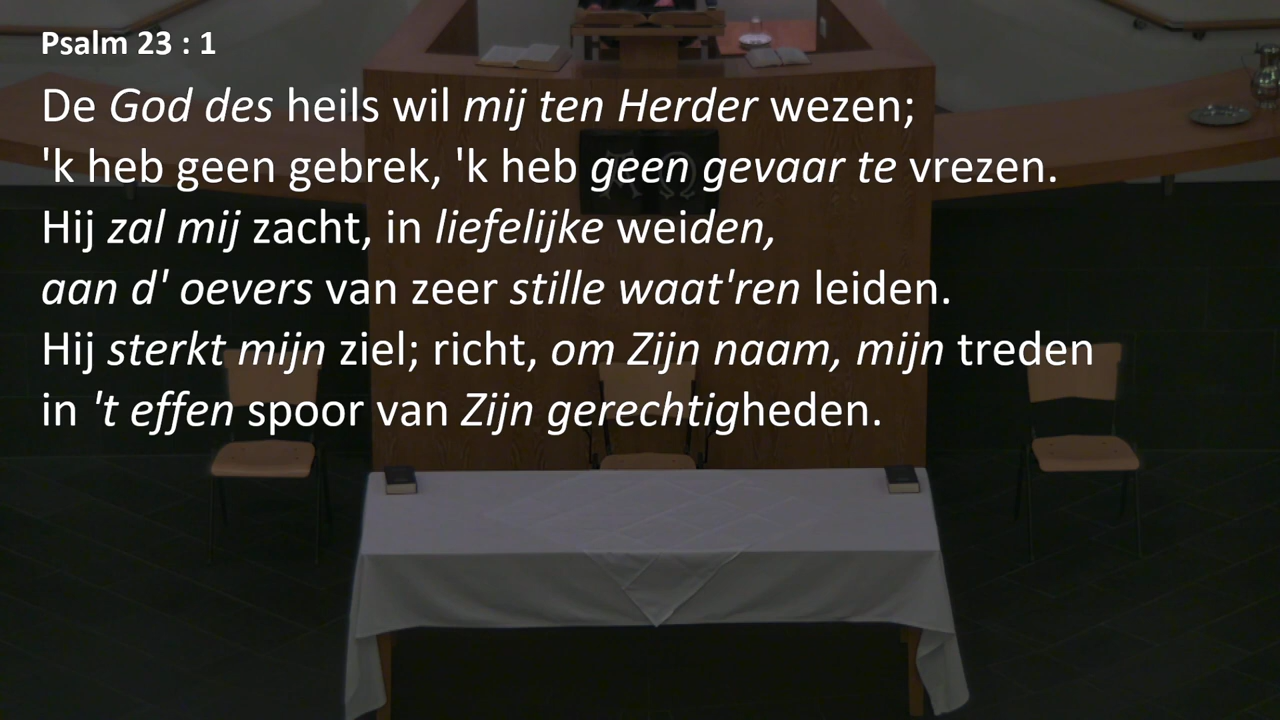 Psalm 23 : 1
De God des heils wil mij ten Herder wezen;
'k heb geen gebrek, 'k heb geen gevaar te vrezen.
Hij zal mij zacht, in liefelijke weiden,
aan d' oevers van zeer stille waat'ren leiden.
Hij sterkt mijn ziel; richt, om Zijn naam, mijn treden
in 't effen spoor van Zijn gerechtigheden.
Α Ω